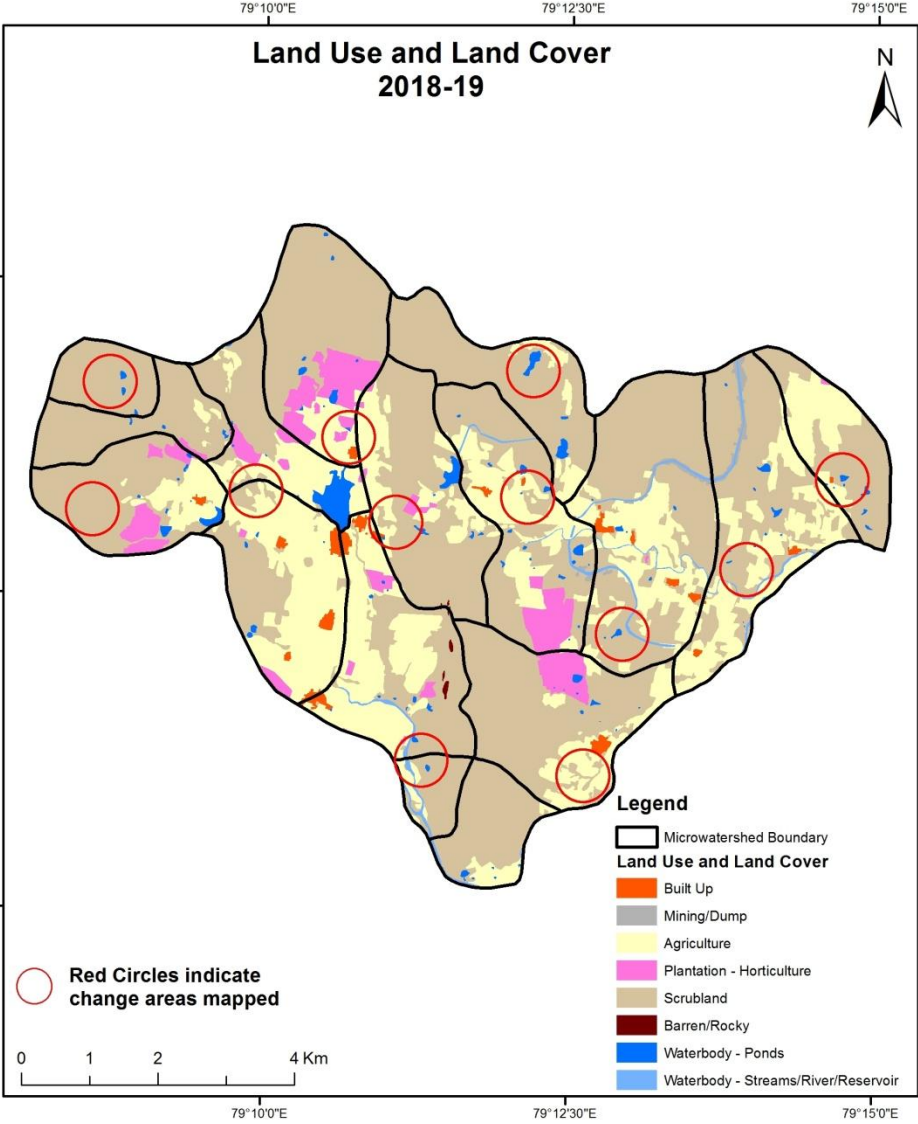 79°10'0"E
79°12'30"E
79°15'0"E
Land Use and Land Cover
2018-19
N
Legend
Microwatershed Boundary
Land Use and Land Cover
Built Up
Mining/Dump
Agriculture
Plantation - Horticulture
Scrubland
Barren/Rocky
Waterbody - Ponds
Waterbody - Streams/River/Reservoir
Red Circles indicate
change areas mapped
0 1 2 4 Km
79°10'0"E
79°12'30"E
79°15'0"E